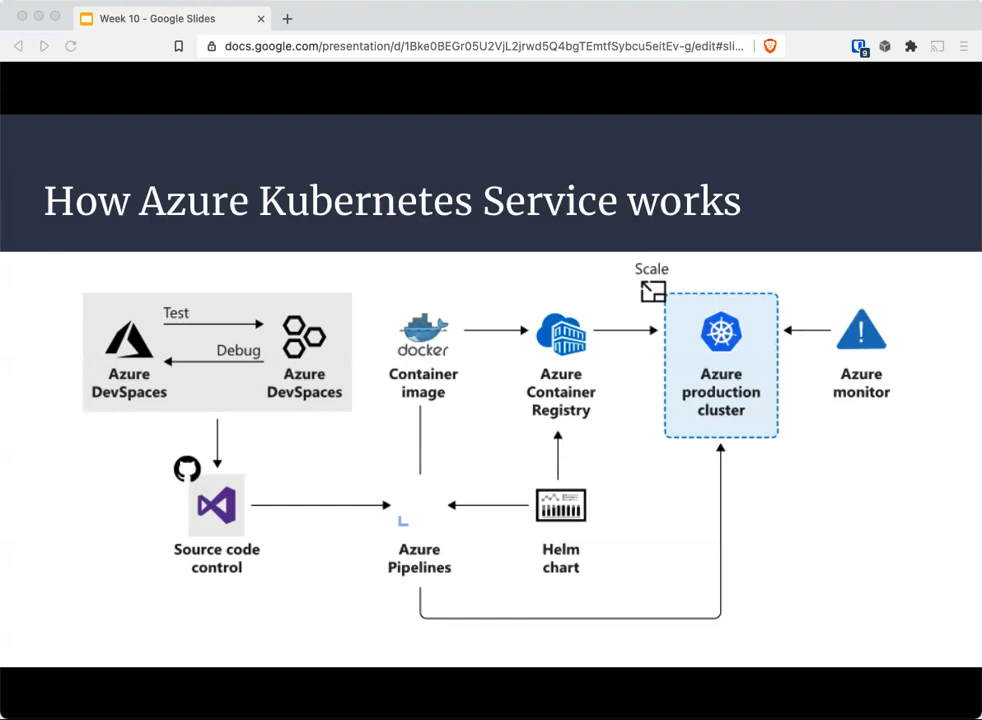 Week 10 - Google Slides
docs.google.com/presentation/d/1Bke0BEGr05U2VjL2jrwd5Q4bgTEmtfSybcu5eitEv-g/edit#sli...
9
How Azure Kubernetes Service works
Scale
Test
Debug
Azure
DevSpaces
Azure
DevSpaces
docker
Container
image
Azure
Container
Registry
Azure
production
cluster
Azure
monitor
Source code
control
Azure
Pipelines
Helm
chart